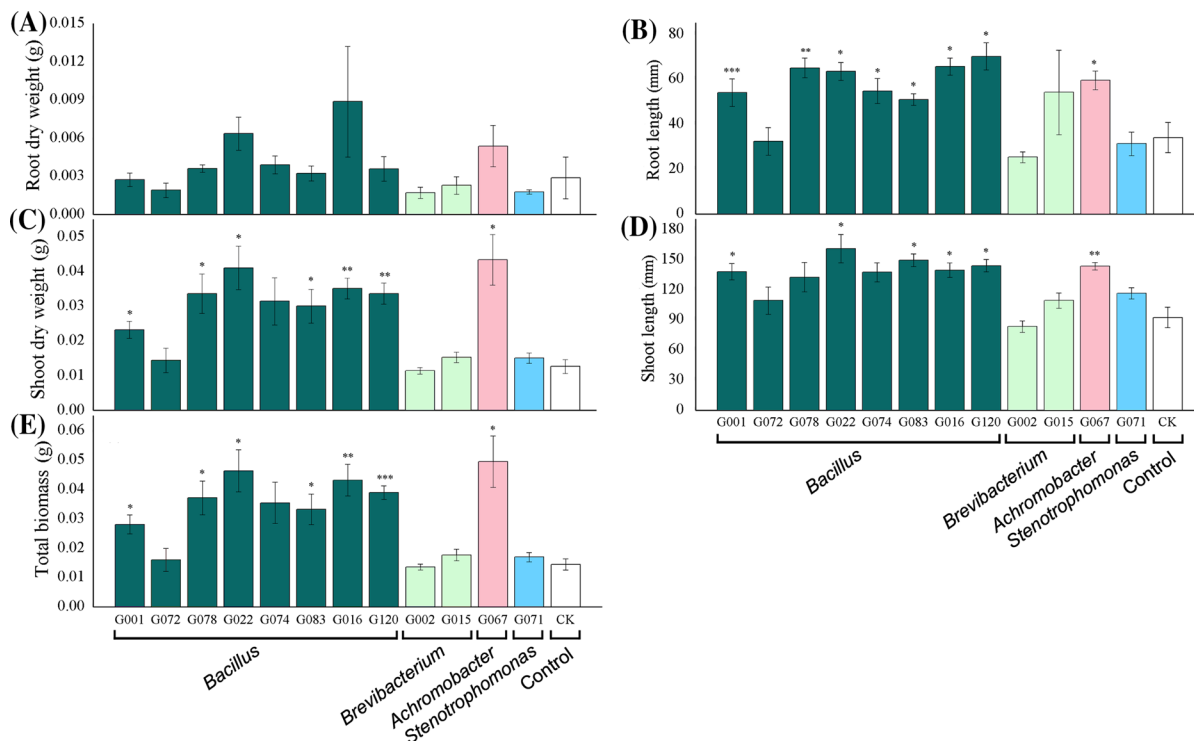 (A)
Root dry weight (g)
0.015
0.012
0.009
0.006
0.003
0.000
(B)
Root length (mm)
80
60
40
20
0
*** ** * * * * * *
(C)
Shoot dry weight (g)
0.05
0.04
0.03
0.02
0.01
0.00
* * * * ** ** *
(D)
Shoot length (mm)
180
150
120
90
60
30
0
* * * * * **
G001 G072 G078 G022 G074 G083 G016 G120 G002 G015 G067 G071 CK
Bacillus
Brevibacterium
Achromobacter
Stenotrophomonas
Control
(E)
Total biomass (g)
0.06
0.05
0.04
0.03
0.02
0.01
0.00
* * * * ** *** *
G001 G072 G078 G022 G074 G083 G016 G120 G002 G015 G067 G071 CK
Bacillus
Brevibacterium
Achromobacter
Stenotrophomonas
Control